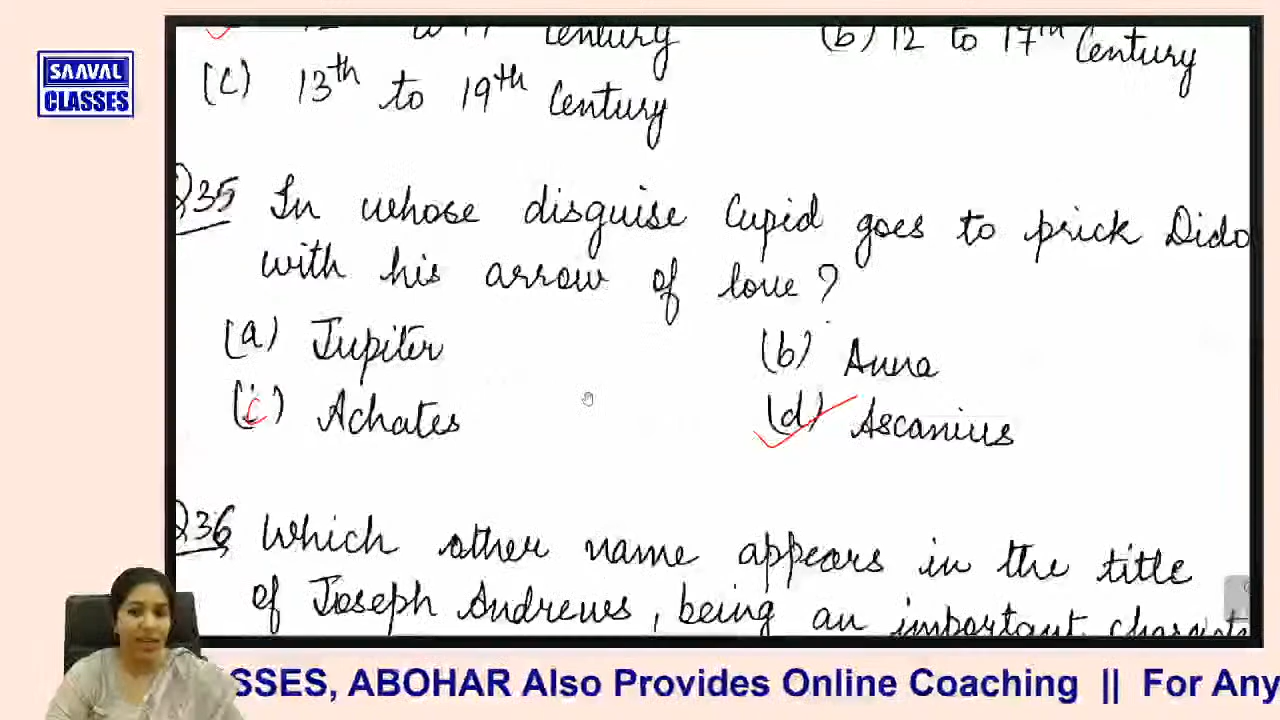 SAAVAL
CLASSES
century (b) 12 to 17th Century
(c) 13th to 19th Century
Q35 In whose disguise Cupid goes to prick Dido
with his arrow of love?
(a) Jupiter (b) Anna
(c) Achates (d) Ascanius
Q36 Which other name appears in the title
of Joseph Andrews, being an important
SSES, ABOHAR Also Provides Online Coaching || For Any